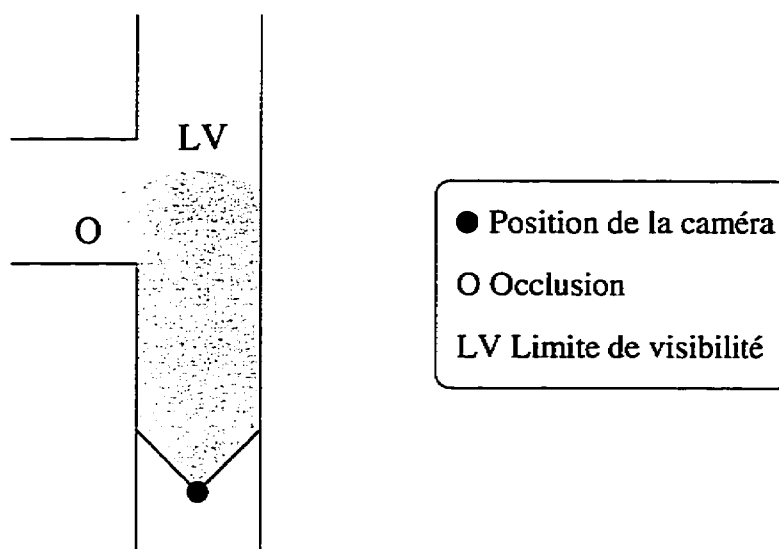 LV
O
Position de la caméra
O Occlusion
LV Limite de visibilité